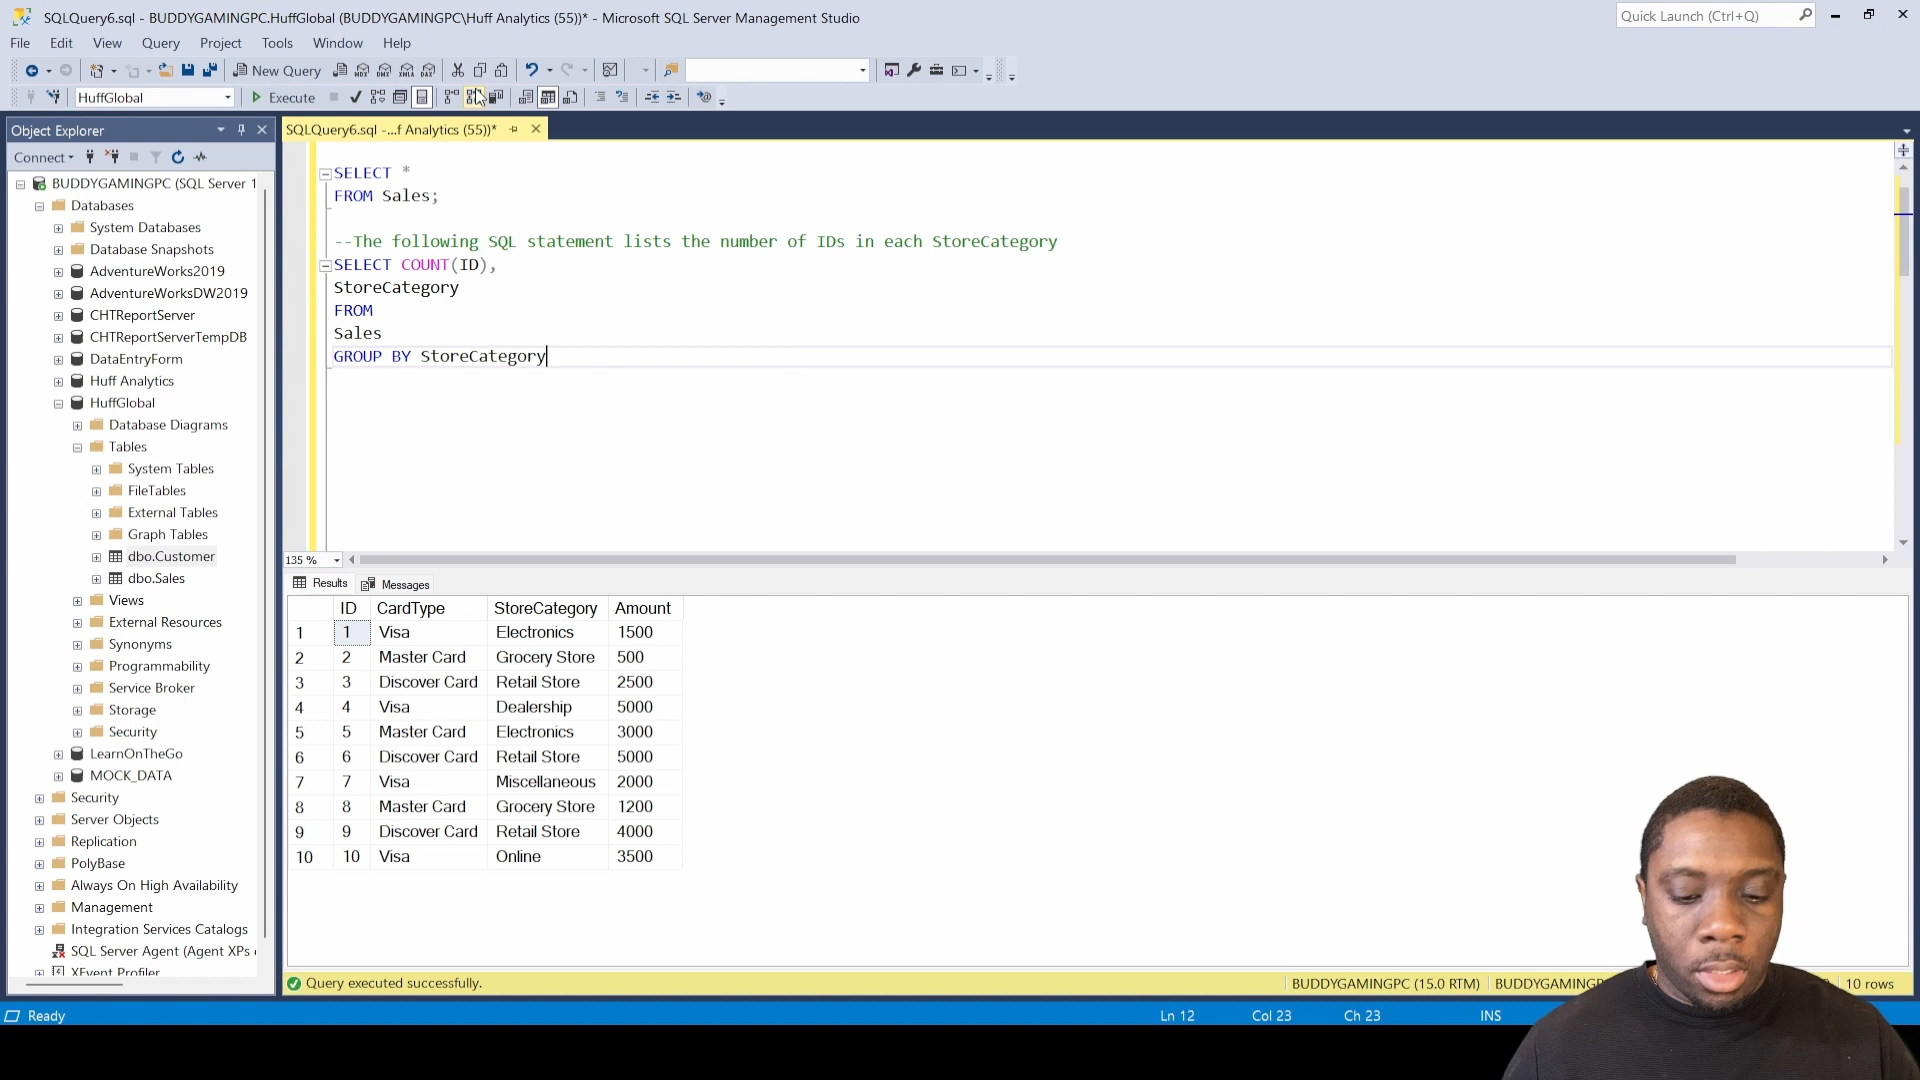 SQLQuery6.sql - BUDDYGAMINGPC.HuffGlobal (BUDDYGAMINGPC\Huff Analytics (55))* - Microsoft SQL Server Management Studio
Quick Launch (Ctrl+Q)
File Edit View Query Project Tools Window Help
New Query
MDX DMX XMLA DAX
HuffGlobal
Execute
Object Explorer
SQLQuery6.sql -...f Analytics (55))*
Connect
BUDDYGAMINGPC (SQL Server 1
Databases
System Databases
Database Snapshots
AdventureWorks2019
AdventureWorksDW2019
CHTReportServer
CHTReportServerTempDB
DataEntryForm
Huff Analytics
HuffGlobal
Database Diagrams
Tables
System Tables
FileTables
External Tables
Graph Tables
dbo.Customer
dbo.Sales
Views
External Resources
Synonyms
Programmability
Service Broker
Storage
Security
LearnOnTheGo
MOCK_DATA
Security
Server Objects
Replication
PolyBase
Always On High Availability
Management
Integration Services Catalogs
SQL Server Agent (Agent XPs
XEvent Profiler
SELECT *
FROM Sales;
--The following SQL statement lists the number of IDs in each StoreCategory
SELECT COUNT(ID),
StoreCategory
FROM
Sales
GROUP BY StoreCategory
135 %
Results Messages
ID CardType StoreCategory Amount
1 1 Visa Electronics 1500
2 2 Master Card Grocery Store 500
3 3 Discover Card Retail Store 2500
4 4 Visa Dealership 5000
5 5 Master Card Electronics 3000
6 6 Discover Card Retail Store 5000
7 7 Visa Miscellaneous 2000
8 8 Master Card Grocery Store 1200
9 9 Discover Card Retail Store 4000
10 10 Visa Online 3500
Query executed successfully.
BUDDYGAMINGPC (15.0 RTM) BUDDYGAMINGP 10 rows
Ready
Ln 12 Col 23 Ch 23 INS